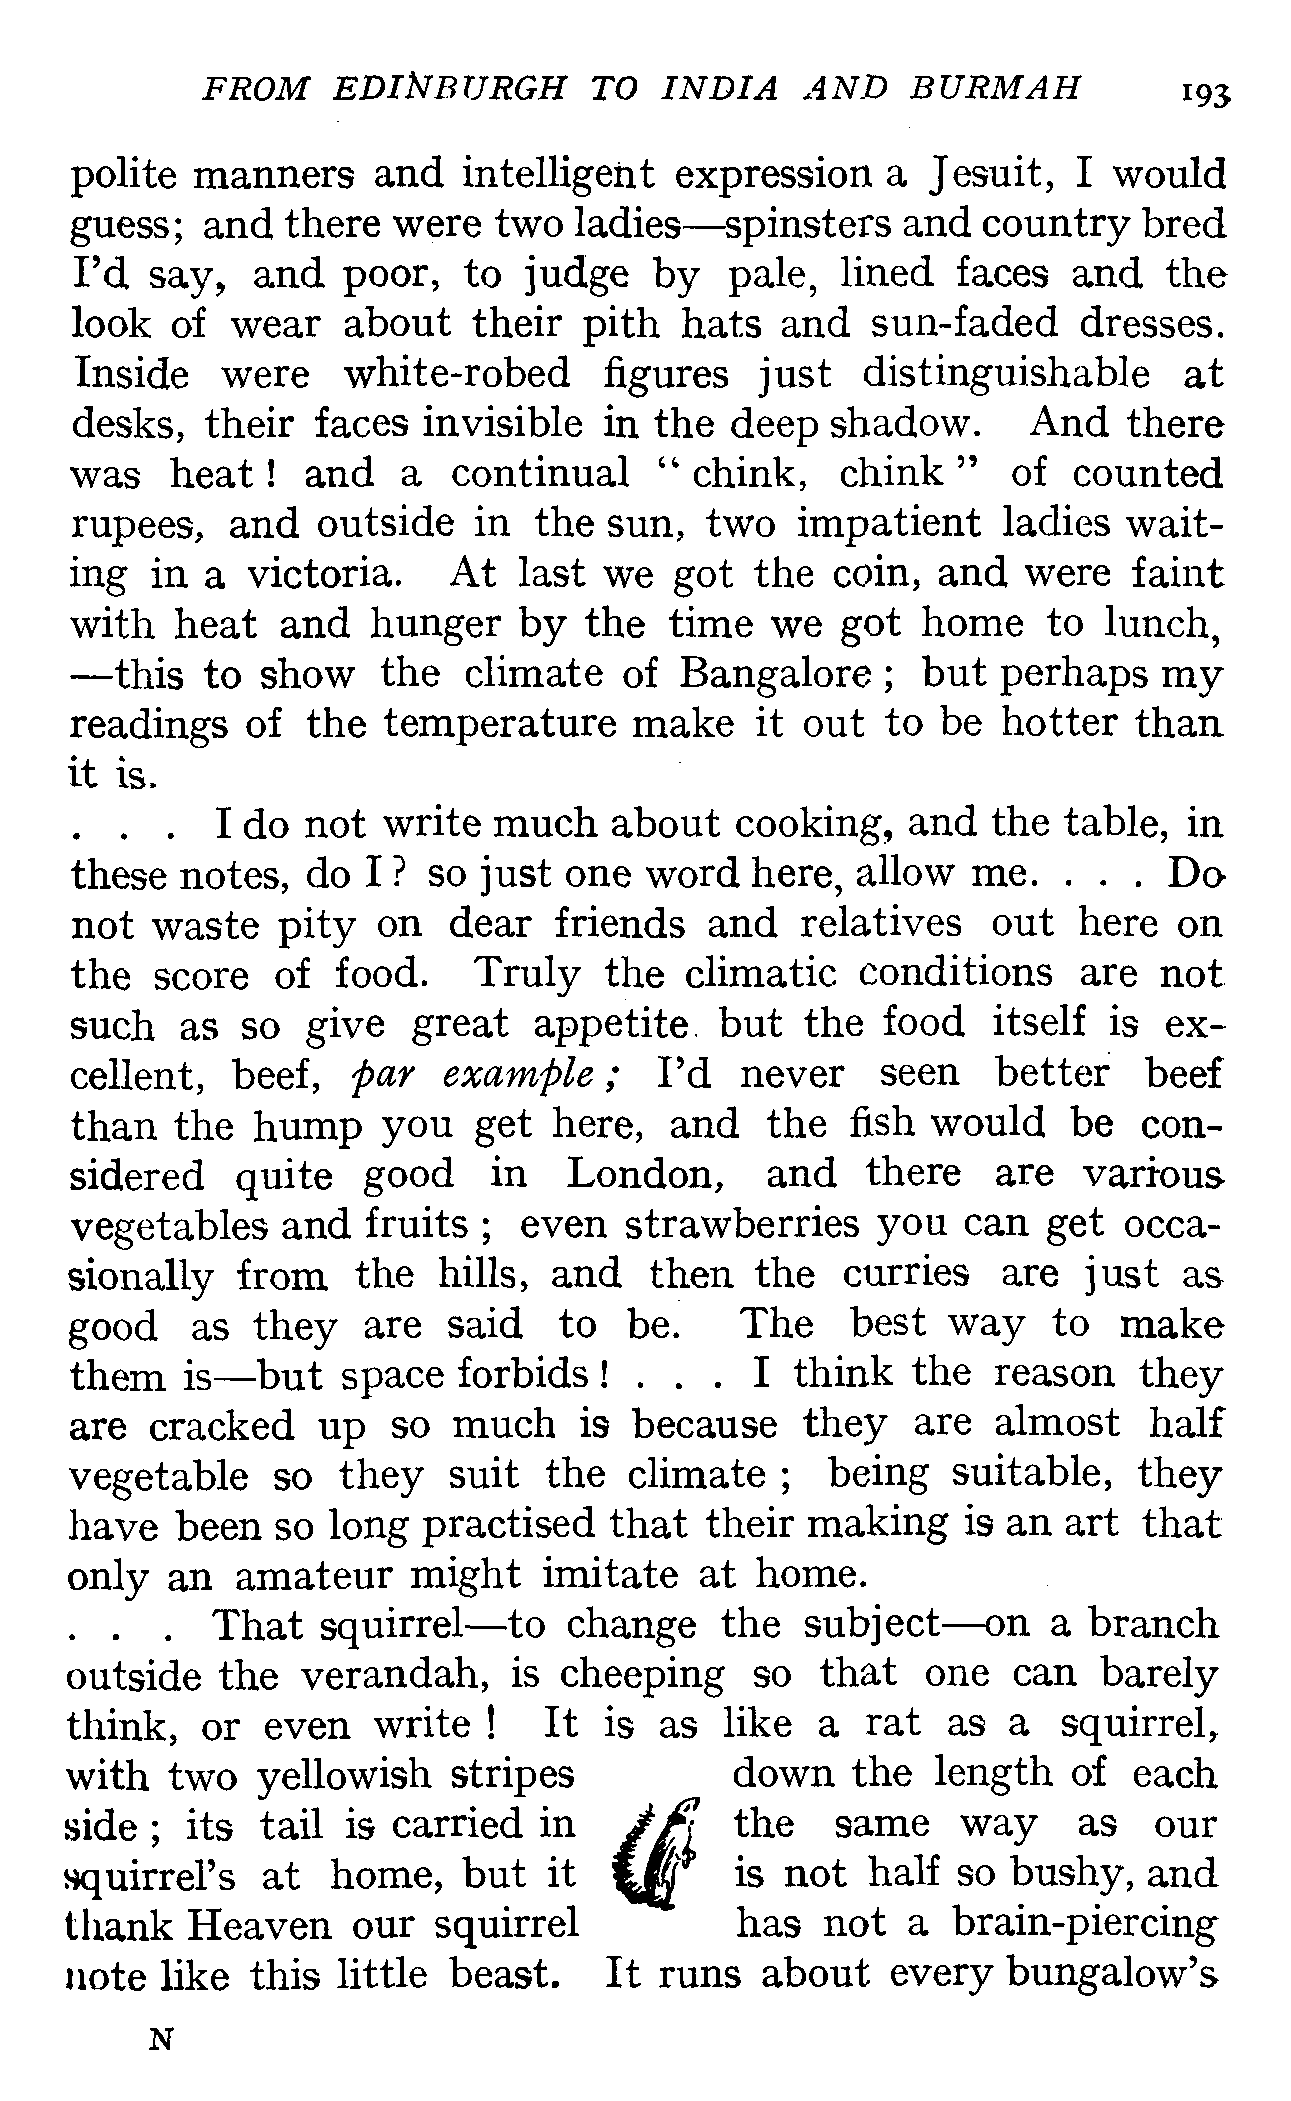 FROM EDINBURGH TO INDIA AND BURMAH 193
polite manners and intelligent expression a Jesuit, I would
guess; and there were two ladies—spinsters and country bred
I'd say, and poor, to judge by pale, lined faces and the
look of wear about their pith hats and sun-faded dresses.
Inside were white-robed figures just distinguishable at
desks, their faces invisible in the deep shadow. And there
was heat! and a continual "chink, chink" of counted
rupees, and outside in the sun, two impatient ladies wait-
ing in a victoria. At last we got the coin, and were faint
with heat and hunger by the time we got home to lunch,
—this to show the climate of Bangalore; but perhaps my
readings of the temperature make it out to be hotter than
it is.
. . . I do not write much about cooking, and the table, in
these notes, do I? so just one word here, allow me. . . . Do
not waste pity on dear friends and relatives out here on
the score of food. Truly the climatic conditions are not
such as so give great appetite but the food itself is ex-
cellent, beef, par example; I'd never seen better beef
than the hump you get here, and the fish would be con-
sidered quite good in London, and there are various
vegetables and fruits; even strawberries you can get occa-
sionally from the hills, and then the curries are just as
good as they are said to be. The best way to make
them is—but space forbids! . . . I think the reason they
are cracked up so much is because they are almost half
vegetable so they suit the climate; being suitable, they
have been so long practised that their making is an art that
only an amateur might imitate at home.
. . . That squirrel—to change the subject—on a branch
outside the verandah, is cheeping so that one can barely
think, or even write! It is as like a rat as a squirrel,
with two yellowish stripes down the length of each
side; its tail is carried in the same way as our
squirrel's at home, but it is not half so bushy, and
thank Heaven our squirrel has not a brain-piercing
note like this little beast. It runs about every bungalow's
N